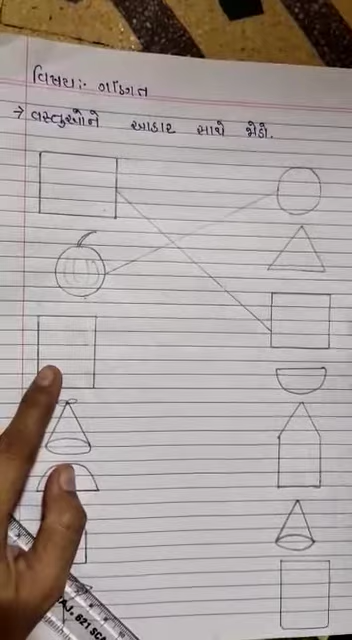 વિષય:- ગણિત
→ વસ્તુઓને આકાર સાથે જોડો.